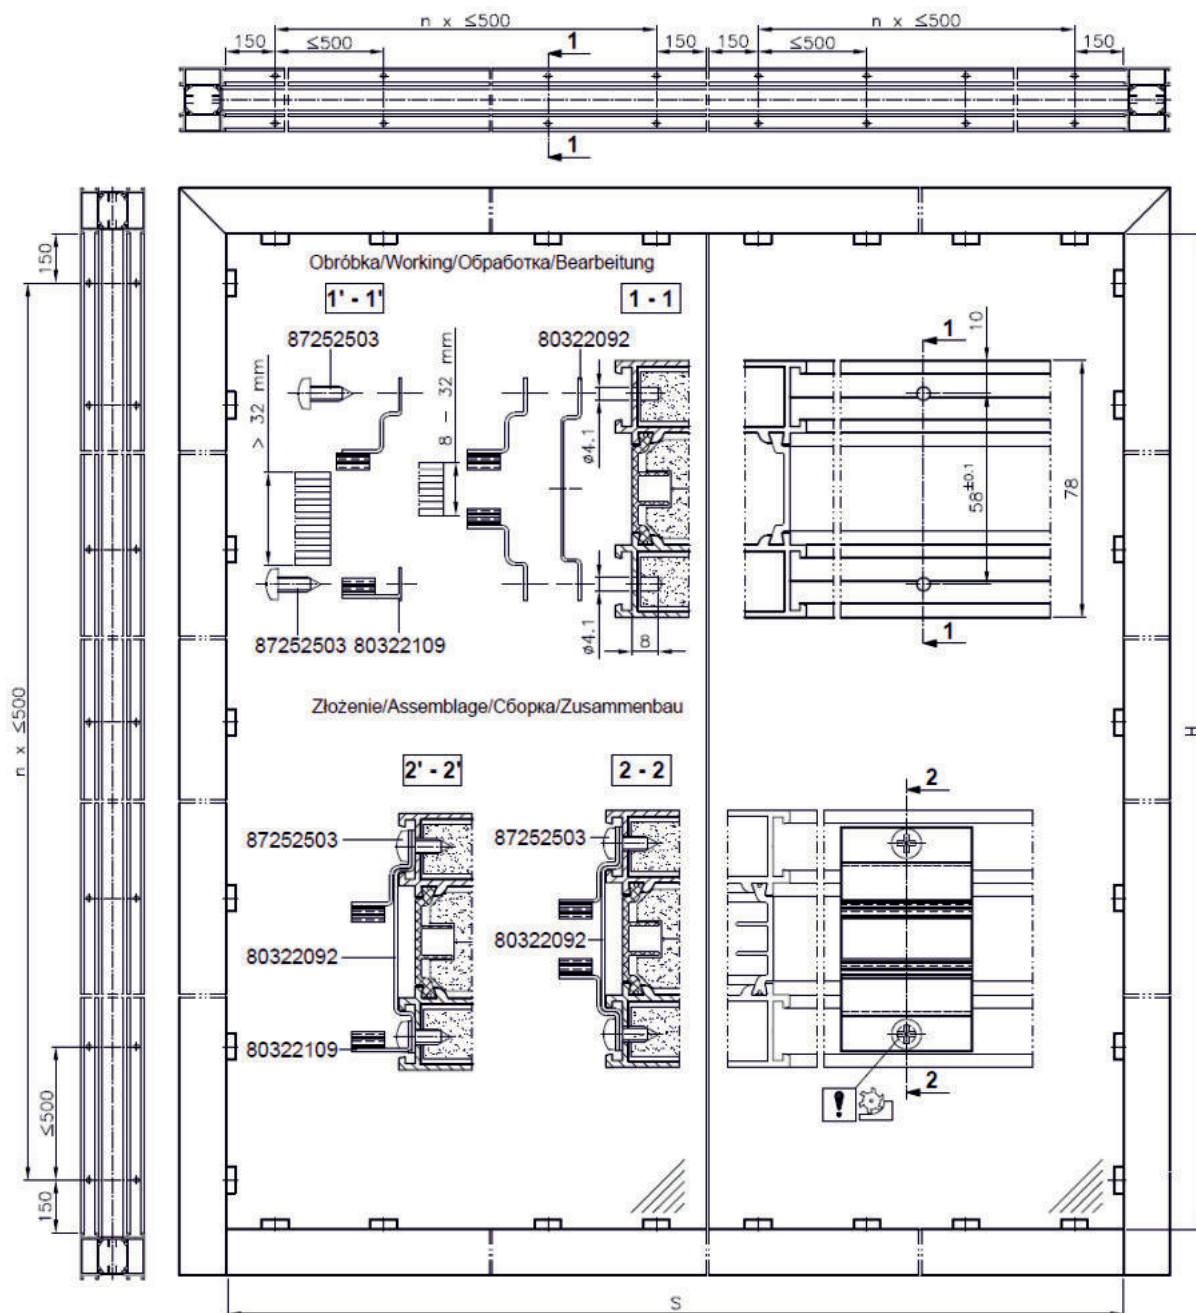 n x ≤500
n x ≤500
150
≤500
1
150
150
≤500
150
1
150
n x ≤500
≤500
150
Obróbka/Working/Обработка/Bearbeitung
1' - 1'
1 - 1
87252503
80322092
> 32 mm
8 - 32 mm
ø4.1
ø4.1
8
87252503
80322109
1
10
58±0.1
78
1
H
Złożenie/Assemblage/Сборка/Zusammenbau
2' - 2'
2 - 2
2
87252503
87252503
80322092
80322092
80322109
!
2
S